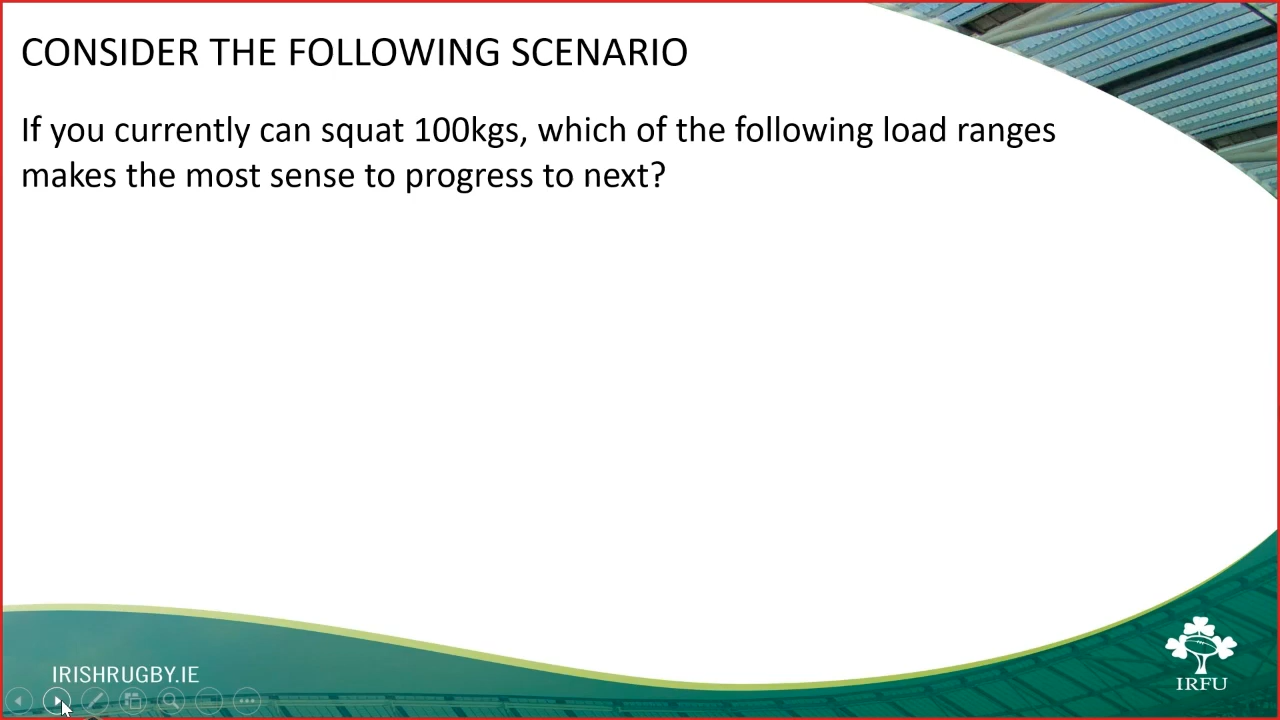 CONSIDER THE FOLLOWING SCENARIO
If you currently can squat 100kgs, which of the following load ranges
makes the most sense to progress to next?
IRISHRUGBY.IE
IRFU